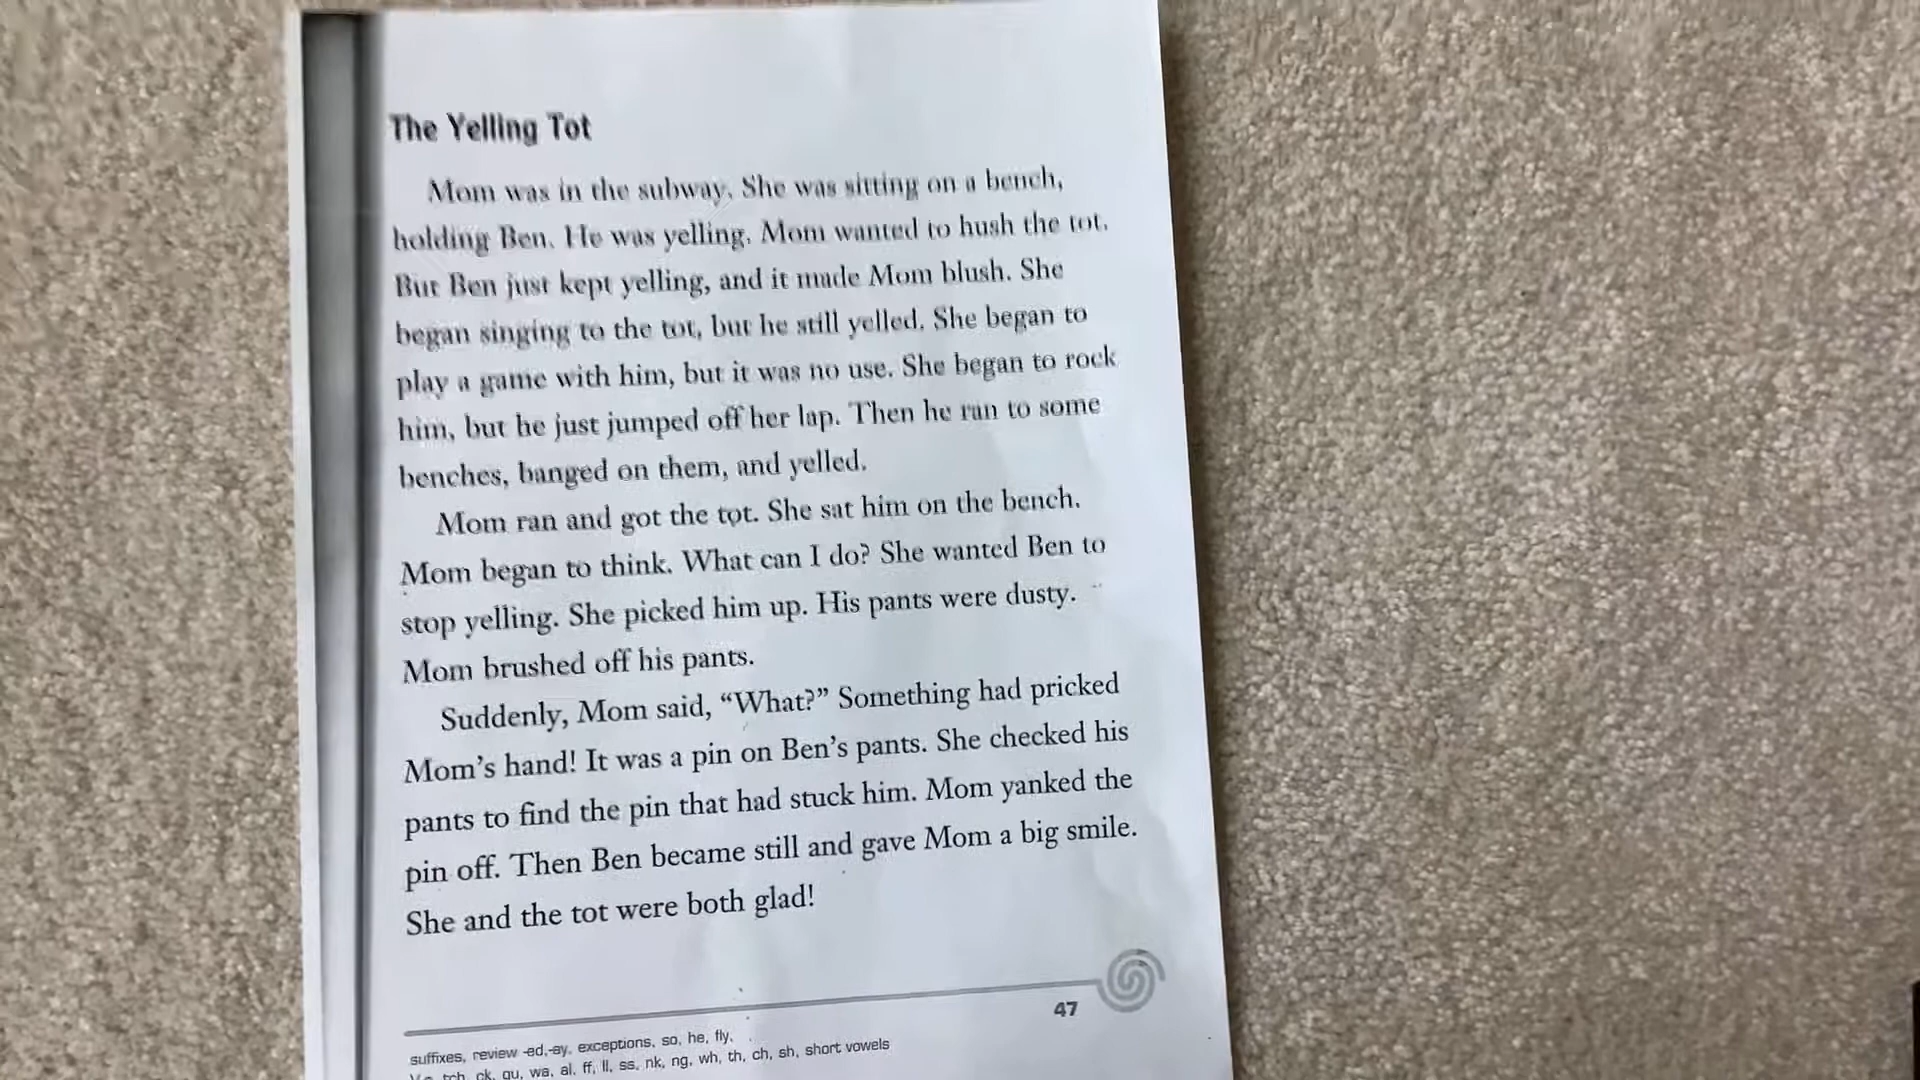 The Yelling Tot
Mom was in the subway. She was sitting on a bench,
holding Ben. He was yelling. Mom wanted to hush the tot.
But Ben just kept yelling, and it made Mom blush. She
began singing to the tot, but he still yelled. She began to
play a game with him, but it was no use. She began to rock
him, but he just jumped off her lap. Then he ran to some
benches, banged on them, and yelled.
Mom ran and got the tot. She sat him on the bench.
Mom began to think. What can I do? She wanted Ben to
stop yelling. She picked him up. His pants were dusty.
Mom brushed off his pants.
Suddenly, Mom said, “What?” Something had pricked
Mom’s hand! It was a pin on Ben’s pants. She checked his
pants to find the pin that had stuck him. Mom yanked the
pin off. Then Ben became still and gave Mom a big smile.
She and the tot were both glad!
47
suffixes, review -ed,-ay, exceptions, so, he, fly,
tch, ck, qu, wa, al, ff, ll, ss, nk, ng, wh, th, ch, sh, short vowels